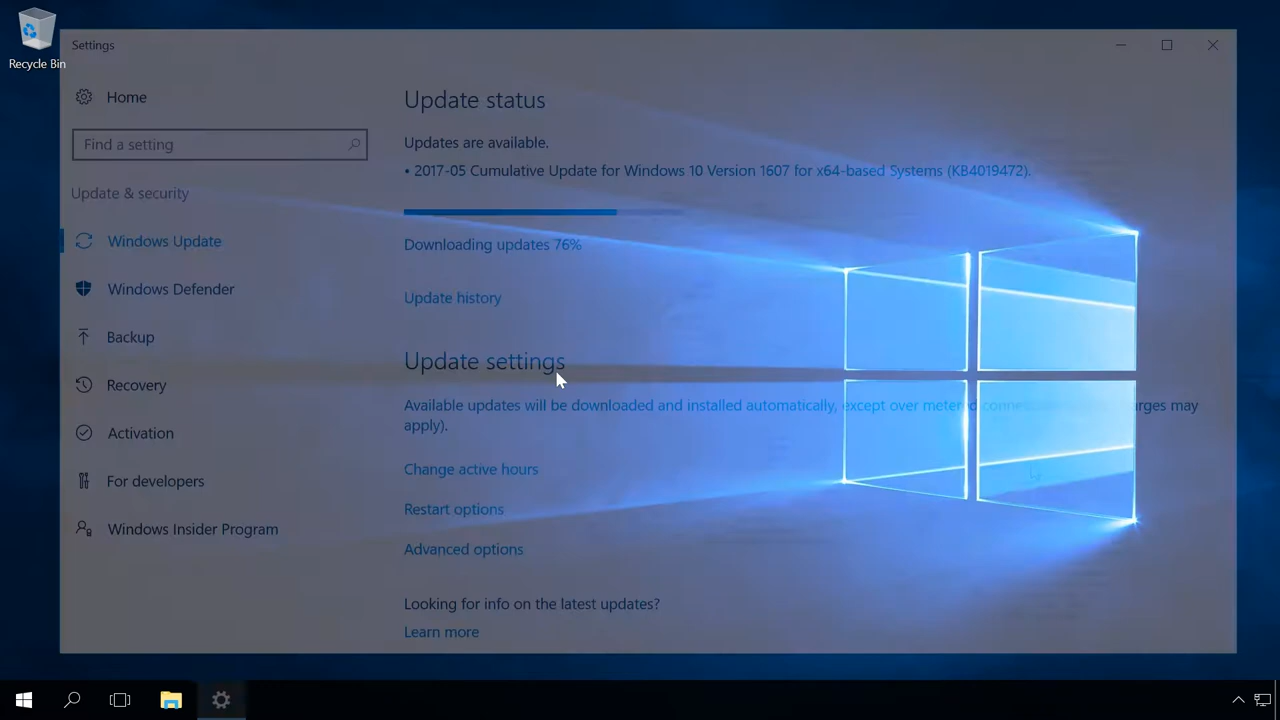 Recycle Bin
Settings
Home
Find a setting
Update & security
Windows Update
Windows Defender
Backup
Recovery
Activation
For developers
Windows Insider Program
Update status
Updates are available.
• 2017-05 Cumulative Update for Windows 10 Version 1607 for x64-based Systems (KB4019472).
Downloading updates 76%
Update history
Update settings
Available updates will be downloaded and installed automatically, except over metered may
apply).
Change active hours
Restart options
Advanced options
Looking for info on the latest updates?
Learn more